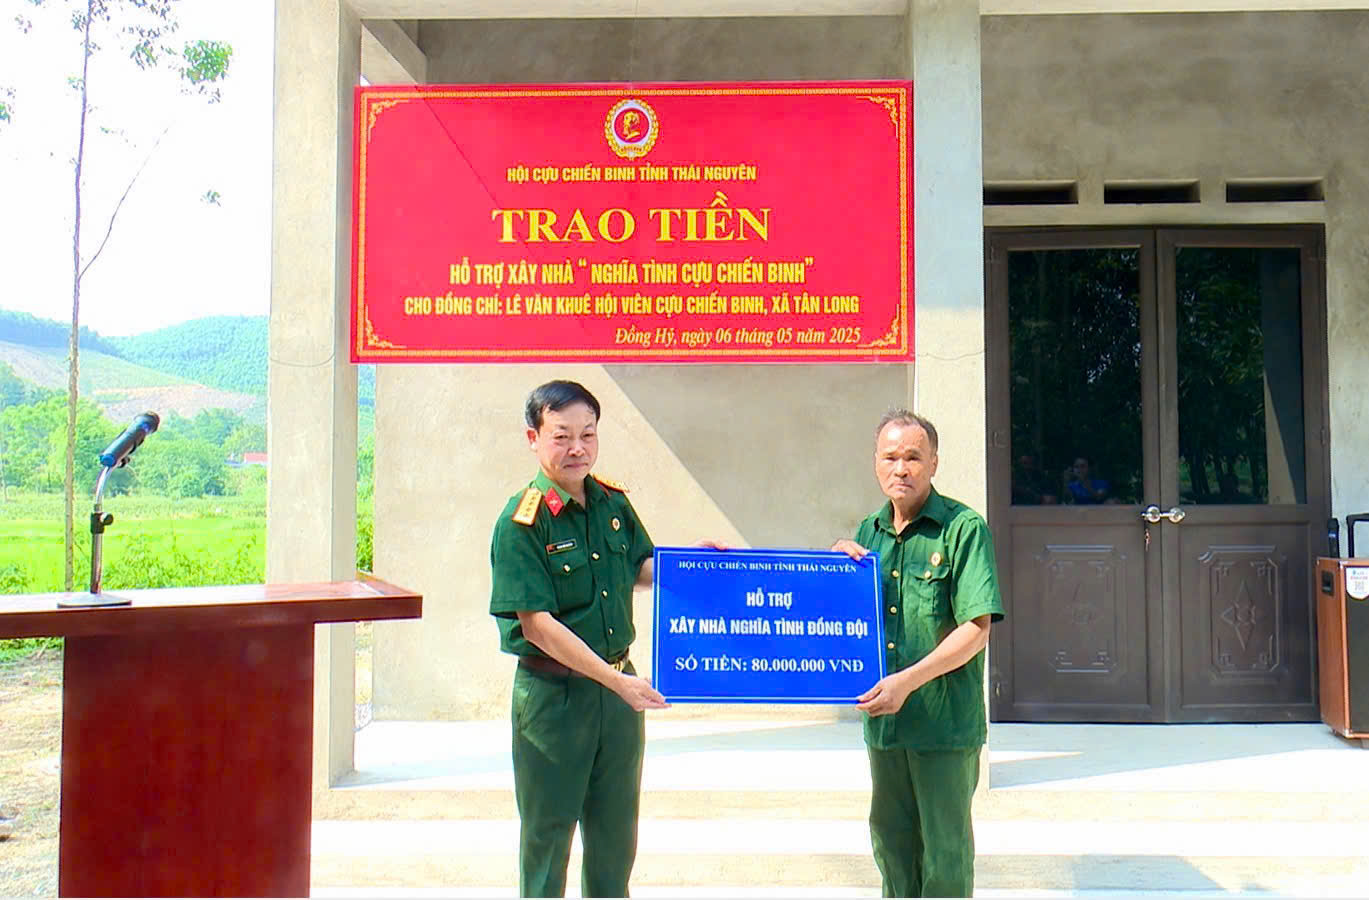 HỘI CỰU CHIẾN BINH TỈNH THÁI NGUYÊN
TRAO TIỀN
HỖ TRỢ XÂY NHÀ " NGHĨA TÌNH CỰU CHIẾN BINH"
CHO ĐỒNG CHÍ: LÊ VĂN KHUÊ HỘI VIÊN CỰU CHIẾN BINH, XÃ TÂN LONG
Đồng Hỷ, ngày 06 tháng 05 năm 2025
HỘI CỰU CHIẾN BINH TỈNH THÁI NGUYÊN
HỖ TRỢ
XÂY NHÀ NGHĨA TÌNH ĐỒNG ĐỘI
SỐ TIỀN: 80.000.000 VNĐ